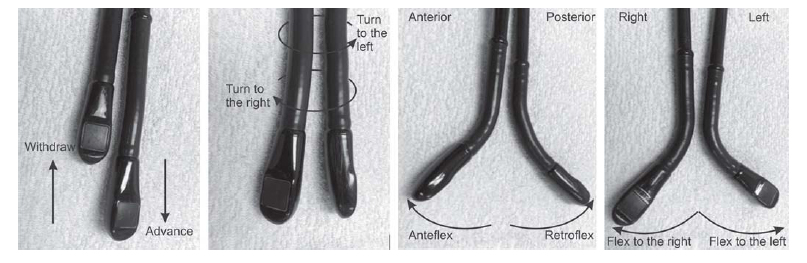 Withdraw
Advance
Turn
to the
left
Turn to
the right
Anterior
Posterior
Anteflex
Retroflex
Right
Left
Flex to the right
Flex to the left